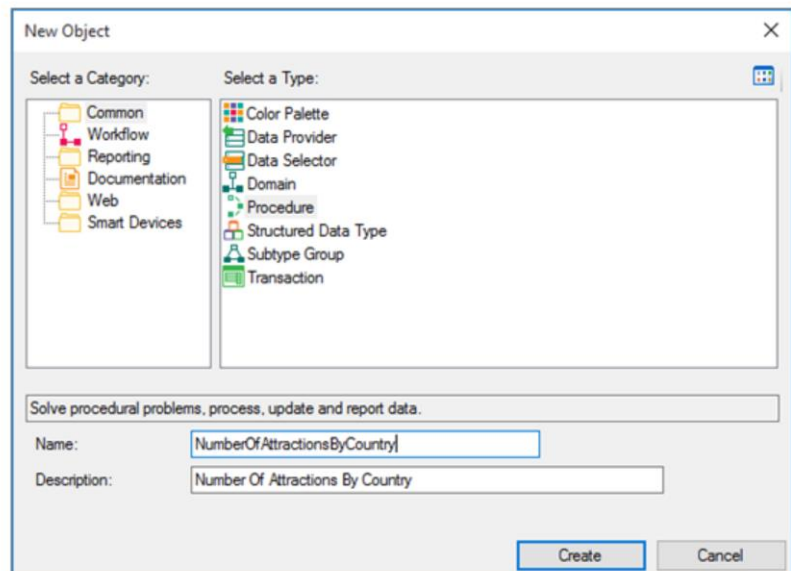 New Object
Select a Category:
Select a Type:
Common
Workflow
Reporting
Documentation
Web
Smart Devices
Color Palette
Data Provider
Data Selector
Domain
Procedure
Structured Data Type
Subtype Group
Transaction
Solve procedural problems, process, update and report data.
Name: NumberOfAttractionsByCountry
Description: Number Of Attractions By Country
Create Cancel